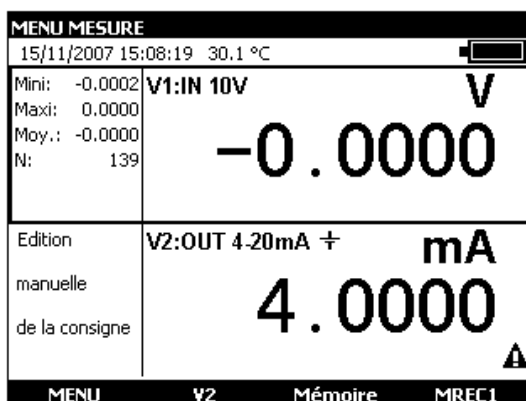 MENU MESURE
15/11/2007 15:08:19 30.1 °C
Mini: -0.0002
Maxi: 0.0000
Moy.: -0.0000
N: 139
V1:IN 10V
V
-0.0000
Edition
manuelle
de la consigne
V2:OUT 4-20mA
mA
4.0000
MENU V2 Mémoire MREC1